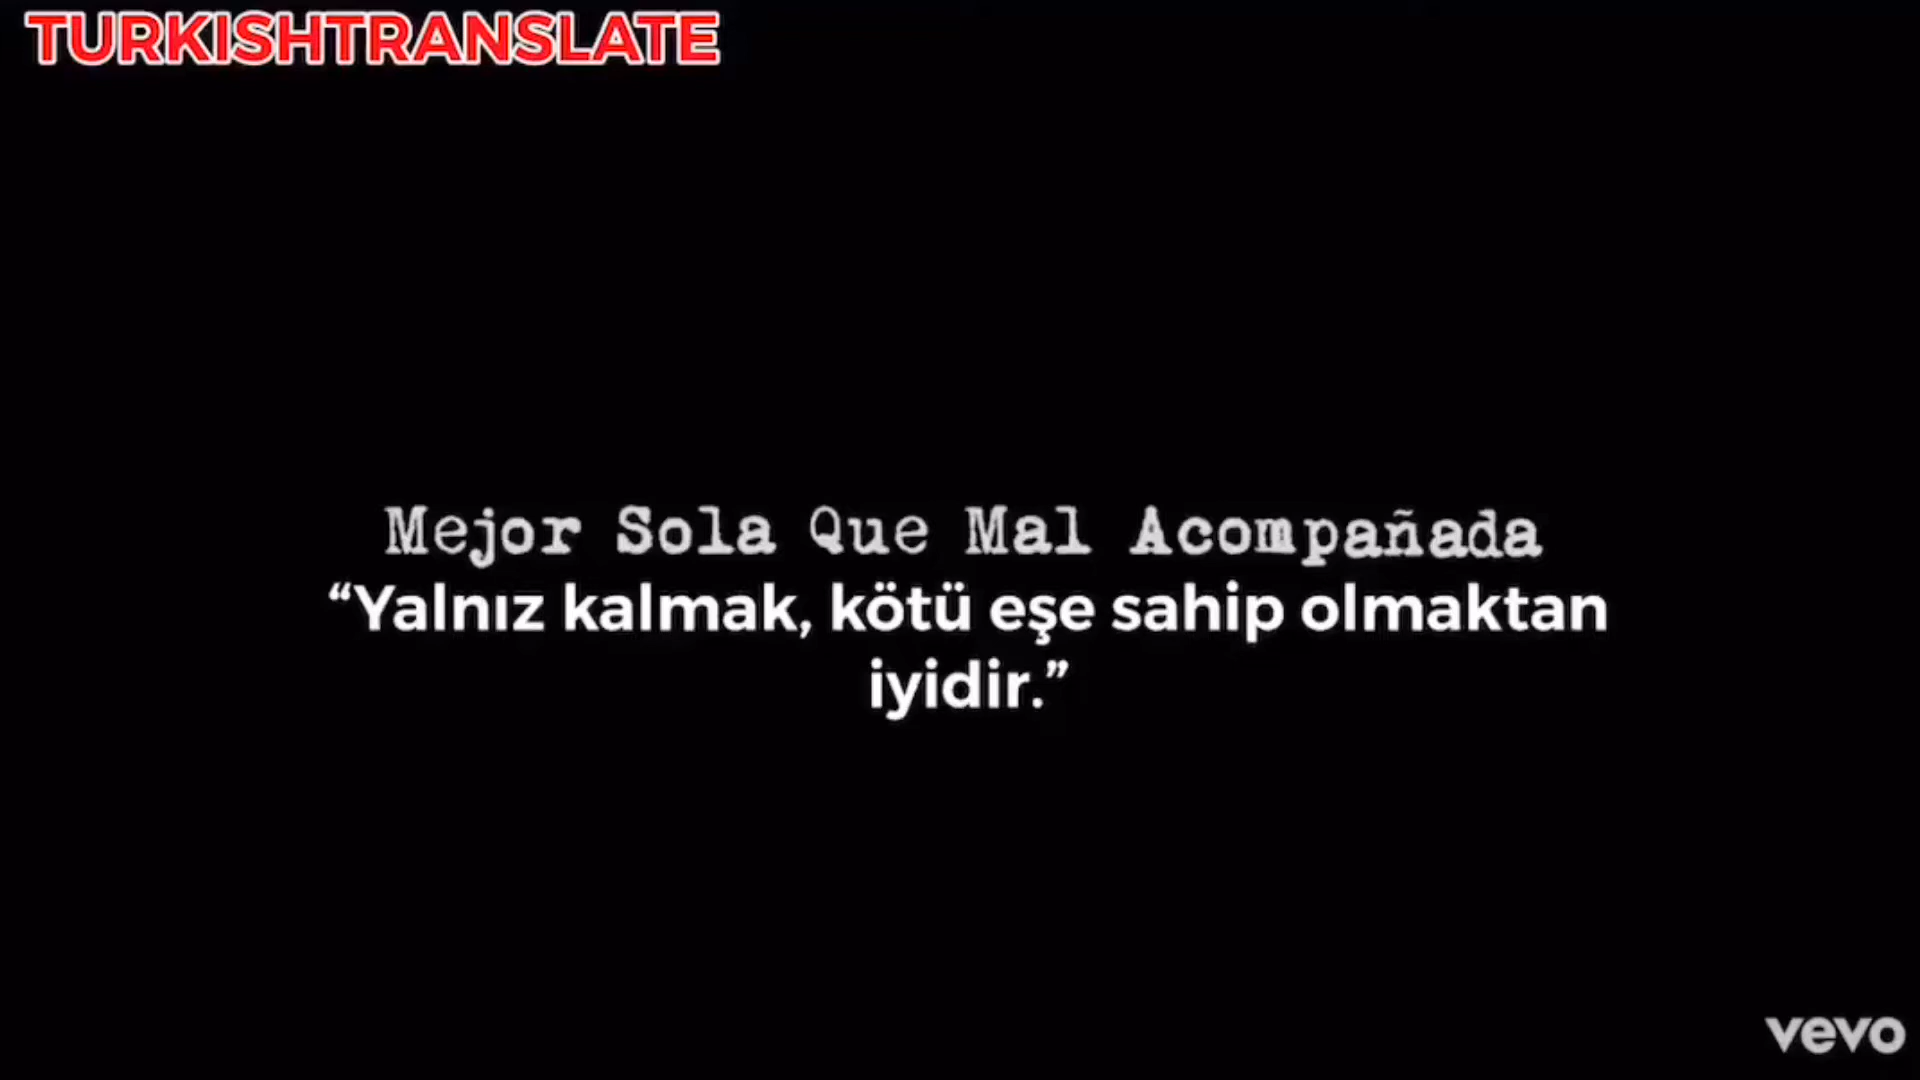 TURKISHTRANSLATE
Mejor Sola Que Mal Acompañada
“Yalnız kalmak, kötü eşe sahip olmaktan
iyidir.”
vevo